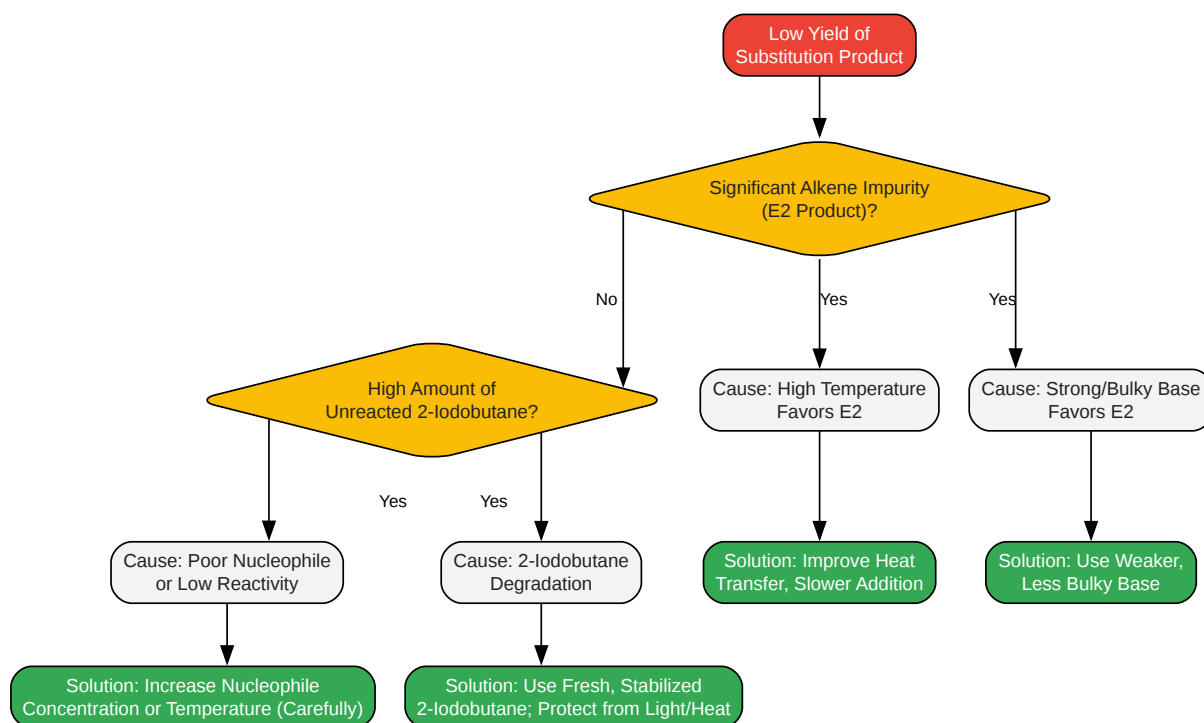 Low Yield of
Substitution Product
Significant Alkene Impurity
(E2 Product)?
No
Yes
Yes
High Amount of
Unreacted 2-Iodobutane?
Cause: High Temperature
Favors E2
Cause: Strong/Bulky Base
Favors E2
Yes
Yes
Cause: Poor Nucleophile
or Low Reactivity
Cause: 2-Iodobutane
Degradation
Solution: Improve Heat
Transfer, Slower Addition
Solution: Use Weaker,
Less Bulky Base
Solution: Increase Nucleophile
Concentration or Temperature (Carefully)
Solution: Use Fresh, Stabilized
2-Iodobutane; Protect from Light/Heat